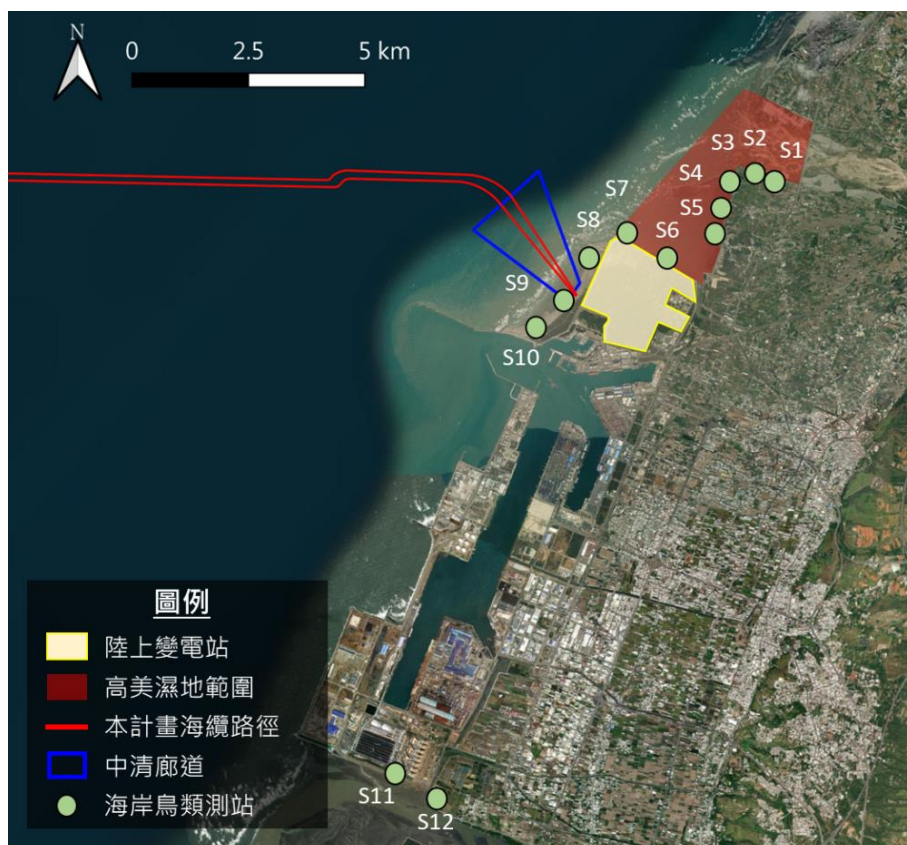 N
0 2.5 5 km
S1
S2
S3
S4
S5
S6
S7
S8
S9
S10
S11
S12
圖例
陸上變電站
高美濕地範圍
本計畫海纜路徑
中清廊道
海岸鳥類測站